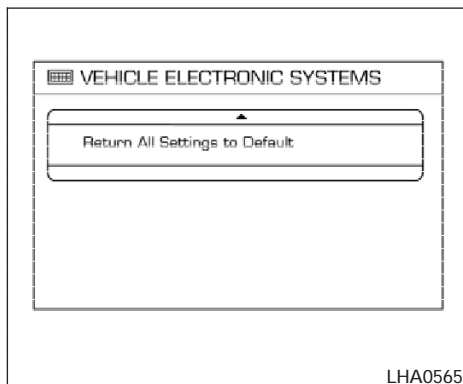 VEHICLE ELECTRONIC SYSTEMS
Return All Settings to Default
LHA0565